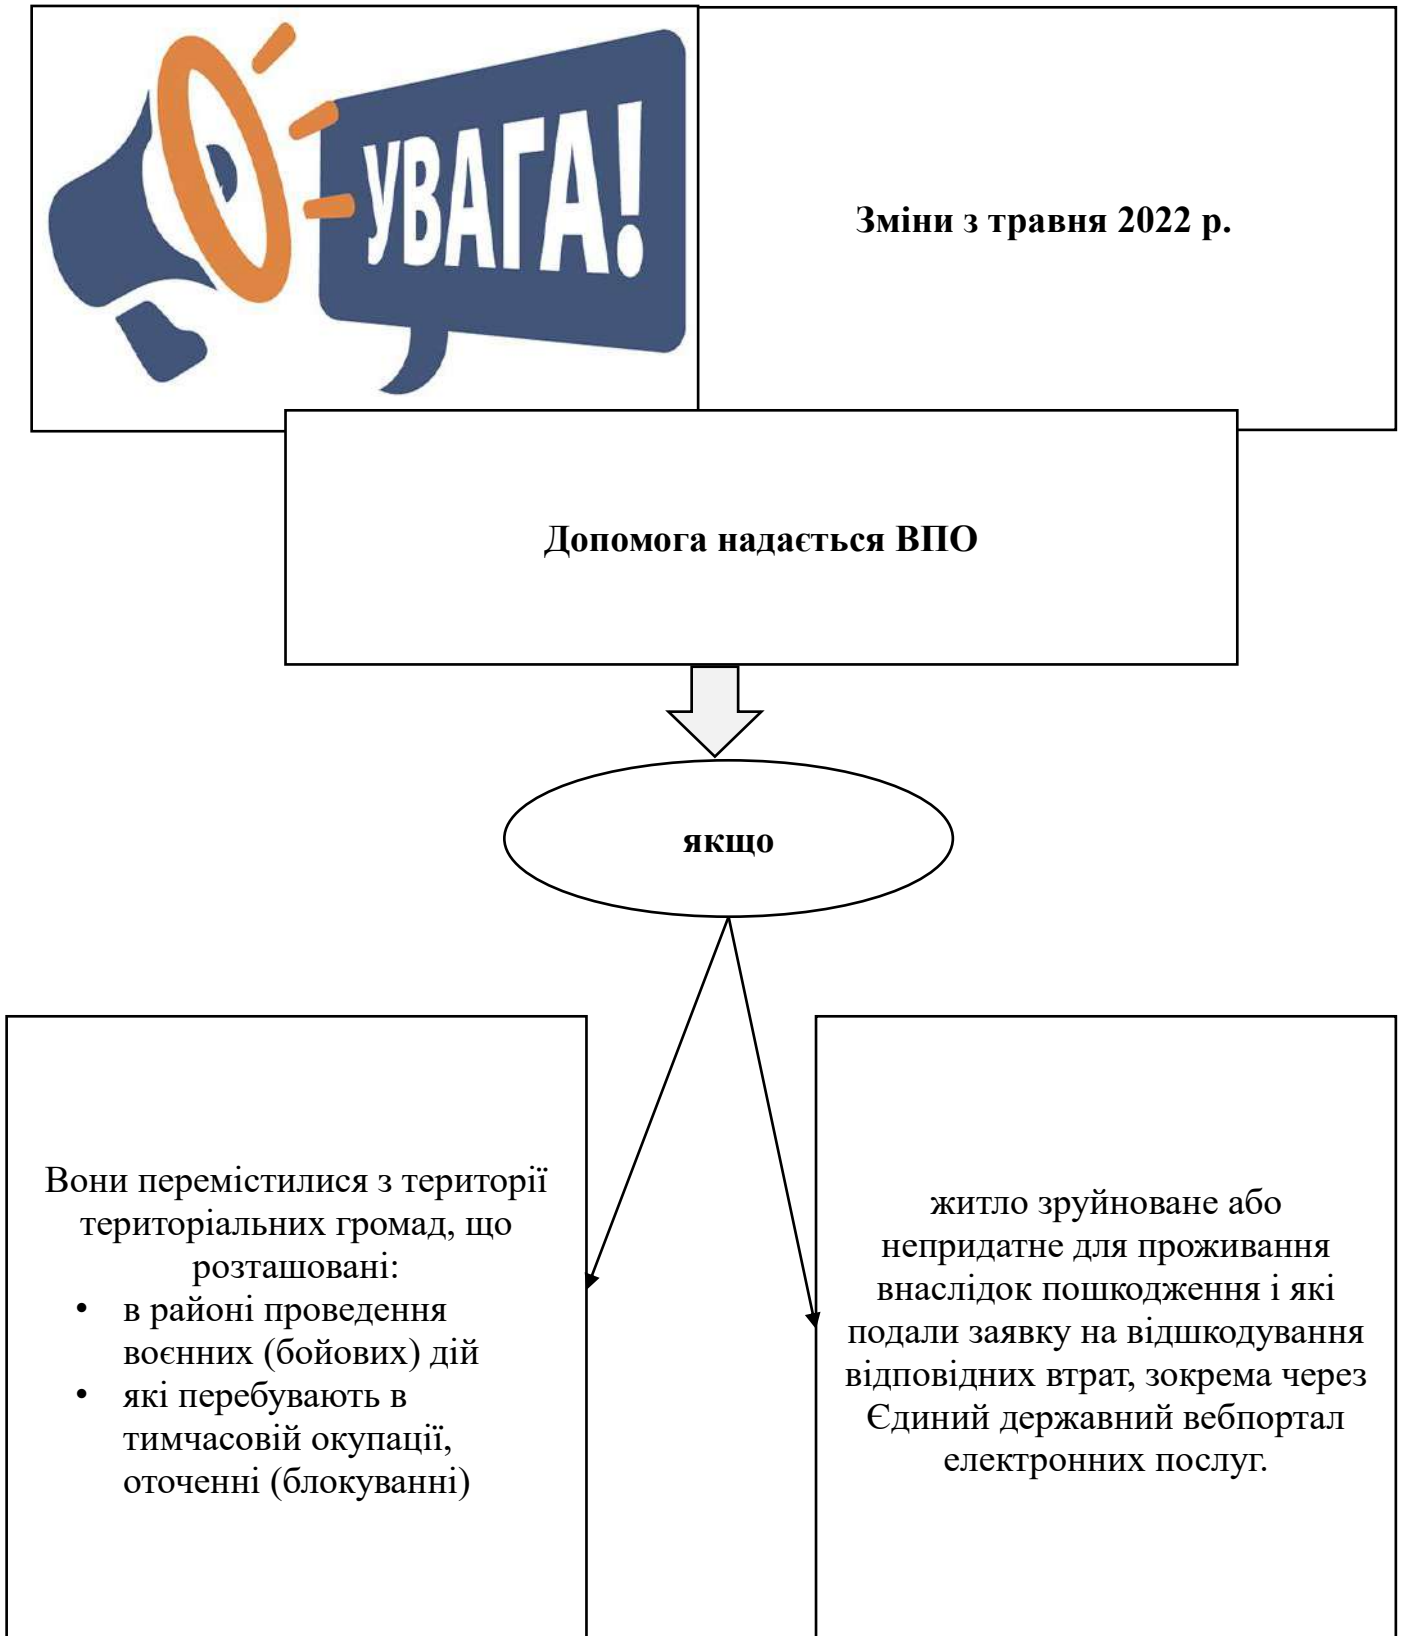 УВАГА!
Зміни з травня 2022 р.
Допомога надається ВПО
якщо
Вони перемістилися з території
територіальних громад, що
розташовані:
• в районі проведення
воєнних (бойових) дій
• які перебувають в
тимчасовій окупації,
оточенні (блокуванні)
житло зруйноване або
непридатне для проживання
внаслідок пошкодження і які
подали заявку на відшкодування
відповідних втрат, зокрема через
Єдиний державний вебпортал
електронних послуг.